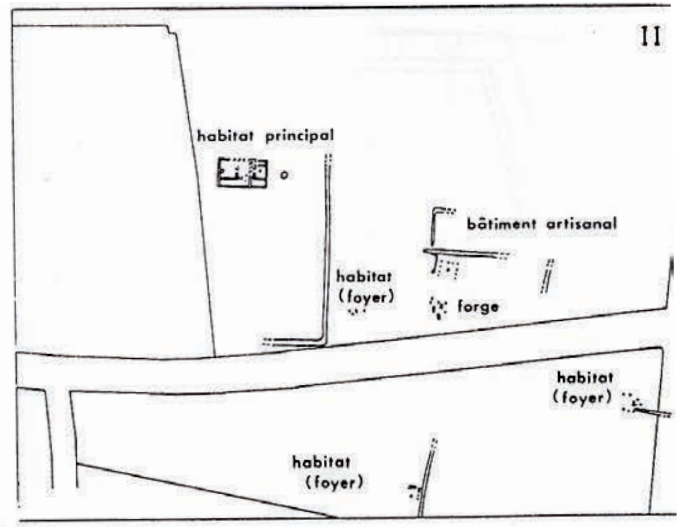 II
habitat principal
bâtiment artisanal
habitat
(foyer)
forge
habitat
(foyer)
habitat
(foyer)